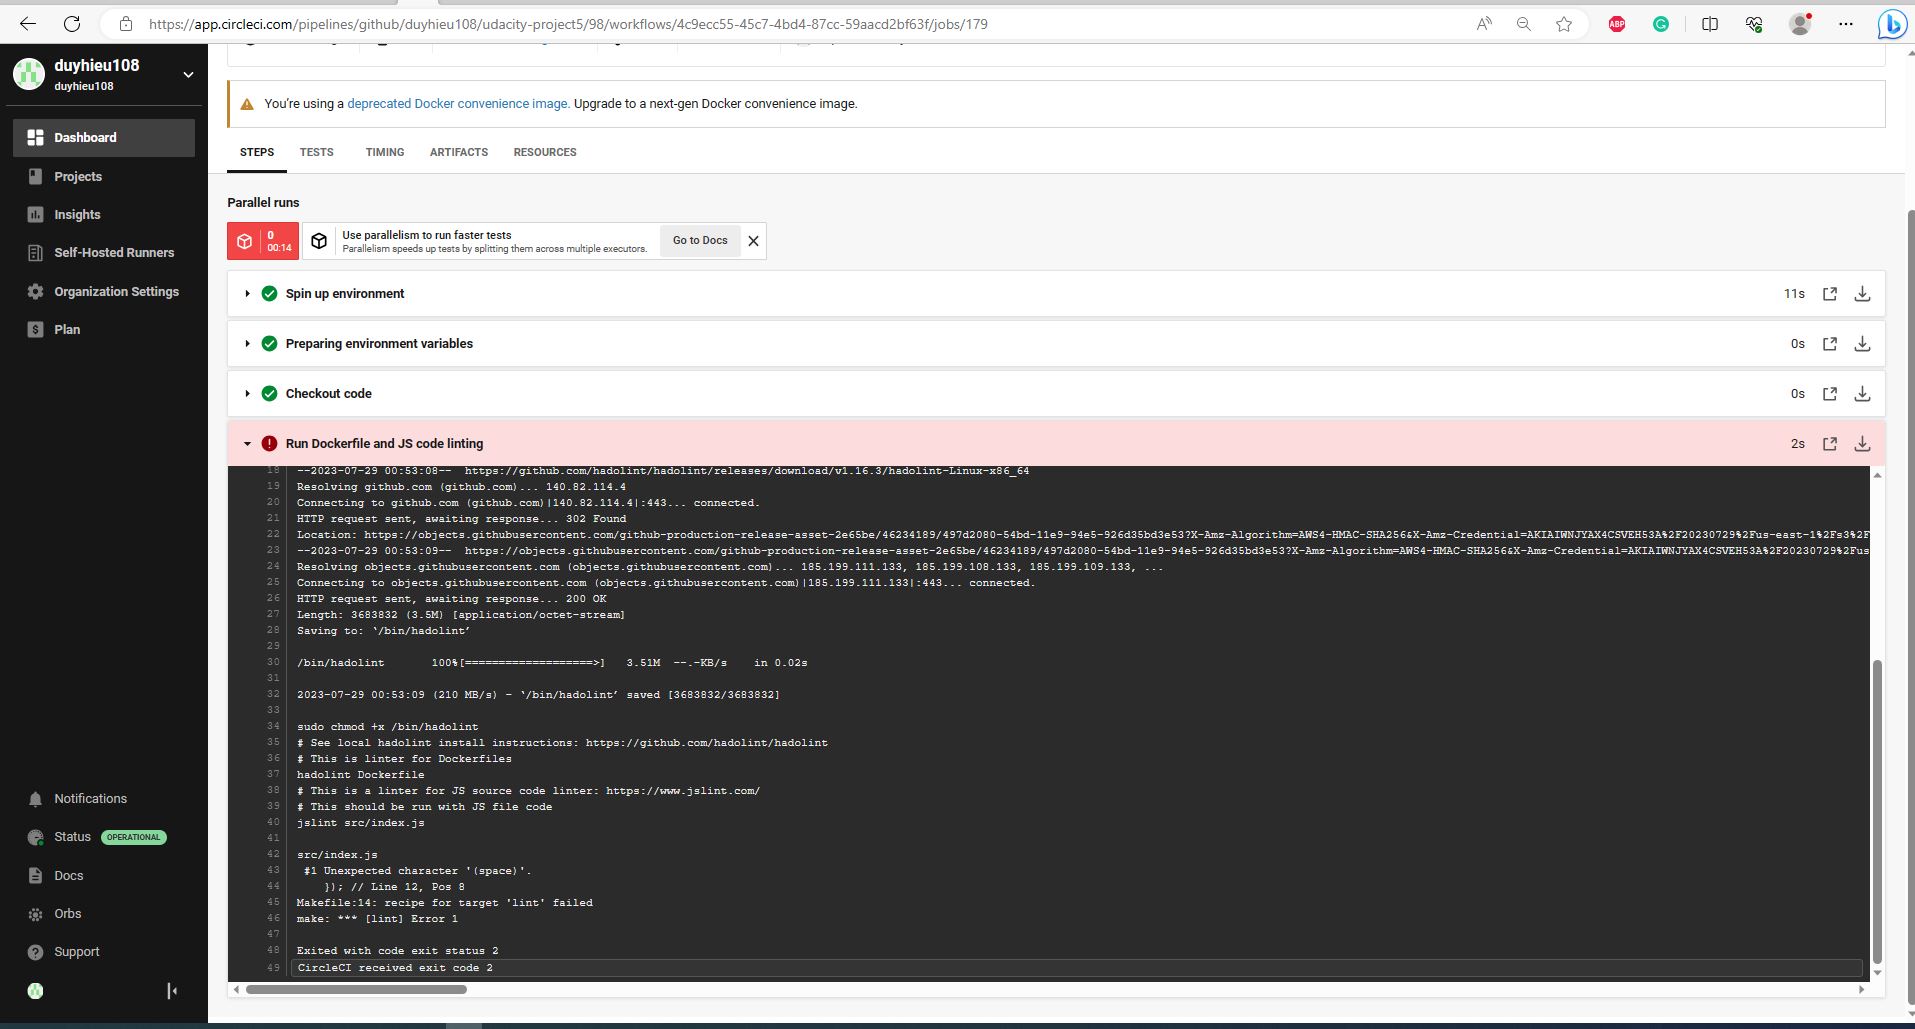 https://app.circleci.com/pipelines/github/duyhieu108/udacity-project5/98/workflows/4c9ecc55-45c7-4bd4-87cc-59aacd2bf63f/jobs/179
ABP
duyhieu108
duyhieu108
Dashboard
Projects
Insights
Self-Hosted Runners
Organization Settings
Plan
Notifications
Status OPERATIONAL
Docs
Orbs
Support
You're using a deprecated Docker convenience image. Upgrade to a next-gen Docker convenience image.
STEPS TESTS TIMING ARTIFACTS RESOURCES
Parallel runs
0
00:14
Use parallelism to run faster tests
Parallelism speeds up tests by splitting them across multiple executors.
Go to Docs
Spin up environment 11s
Preparing environment variables 0s
Checkout code 0s
Run Dockerfile and JS code linting 2s
18 --2023-07-29 00:53:08-- https://github.com/hadolint/hadolint/releases/download/v1.16.3/hadolint-Linux-x86_64
19 Resolving github.com (github.com)... 140.82.114.4
20 Connecting to github.com (github.com)|140.82.114.4|:443... connected.
21 HTTP request sent, awaiting response... 302 Found
22 Location: https://objects.githubusercontent.com/github-production-release-asset-2e65be/46234189/497d2080-54bd-11e9-94e5-926d35bd3e53?X-Amz-Algorithm=AWS4-HMAC-SHA256&X-Amz-Credential=AKIAIWNJYAX4CSVEH53A%2F20230729%2Fus-east-1%2Fs3%2F
23 --2023-07-29 00:53:09-- https://objects.githubusercontent.com/github-production-release-asset-2e65be/46234189/497d2080-54bd-11e9-94e5-926d35bd3e53?X-Amz-Algorithm=AWS4-HMAC-SHA256&X-Amz-Credential=AKIAIWNJYAX4CSVEH53A%2F20230729%2Fus
24 Resolving objects.githubusercontent.com (objects.githubusercontent.com)... 185.199.111.133, 185.199.108.133, 185.199.109.133, ...
25 Connecting to objects.githubusercontent.com (objects.githubusercontent.com)|185.199.111.133|:443... connected.
26 HTTP request sent, awaiting response... 200 OK
27 Length: 3683832 (3.5M) [application/octet-stream]
28 Saving to: ‘/bin/hadolint’
29
30 /bin/hadolint 100%[===================>] 3.51M --.-KB/s in 0.02s
31
32 2023-07-29 00:53:09 (210 MB/s) - ‘/bin/hadolint’ saved [3683832/3683832]
33
34 sudo chmod +x /bin/hadolint
35 # See local hadolint install instructions: https://github.com/hadolint/hadolint
36 # This is linter for Dockerfiles
37 hadolint Dockerfile
38 # This is a linter for JS source code linter: https://www.jslint.com/
39 # This should be run with JS file code
40 jslint src/index.js
41
42 src/index.js
43 #1 Unexpected character '(space)'.
44 }); // Line 12, Pos 8
45 Makefile:14: recipe for target 'lint' failed
46 make: *** [lint] Error 1
47
48 Exited with code exit status 2
49 CircleCI received exit code 2